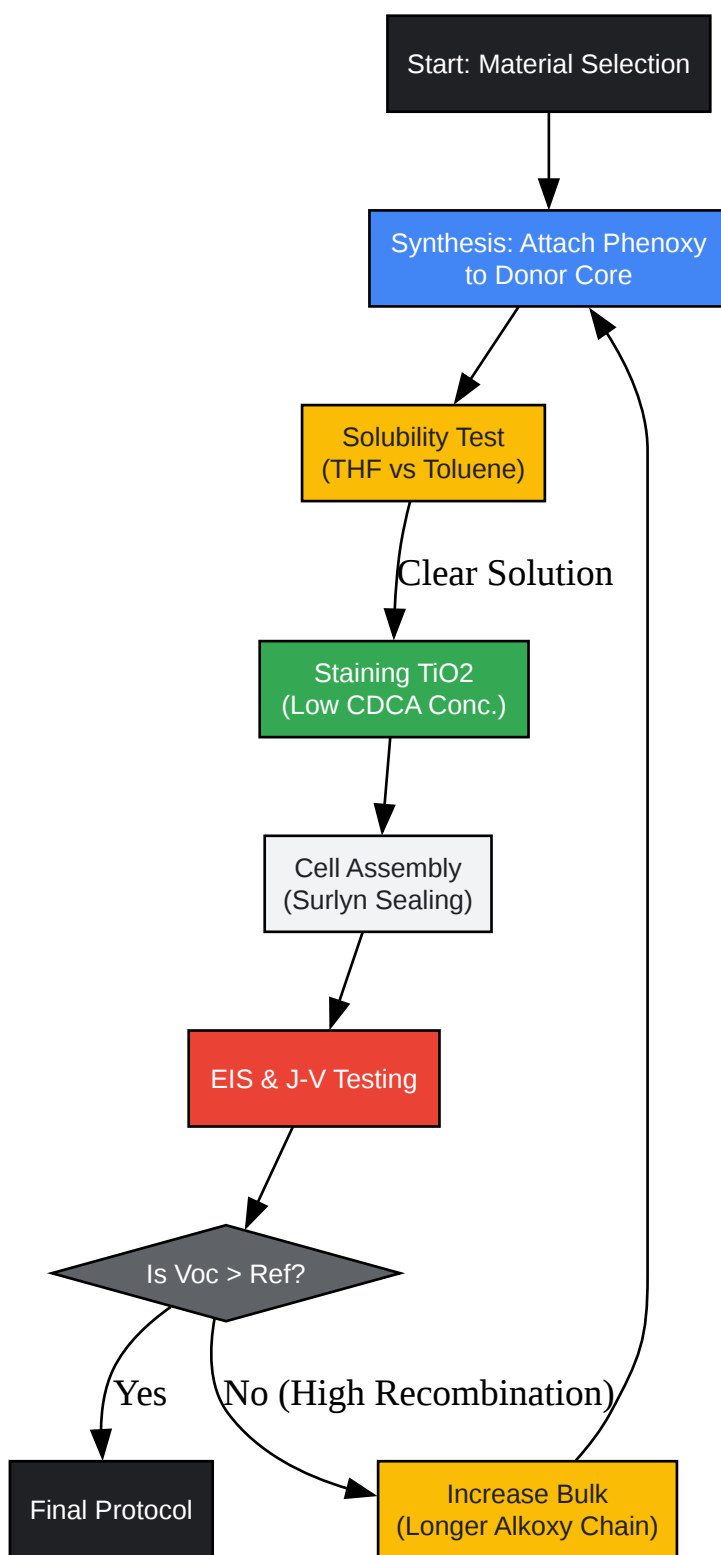 Start: Material Selection
Synthesis: Attach Phenoxy
to Donor Core
Solubility Test
(THF vs Toluene)
Clear Solution
Staining TiO2
(Low CDCA Conc.)
Cell Assembly
(Surlyn Sealing)
EIS & J-V Testing
Is Voc > Ref?
Yes
No (High Recombination)
Final Protocol
Increase Bulk
(Longer Alkoxy Chain)